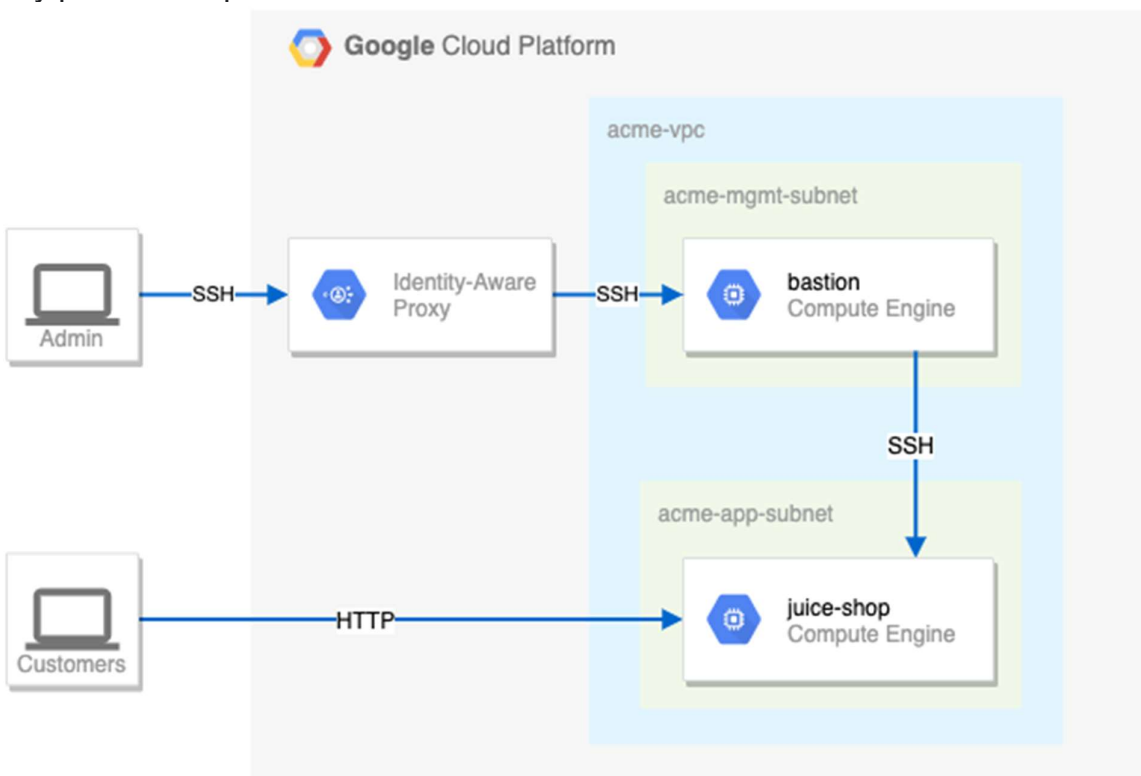 Google Cloud Platform
acme-vpc
acme-mgmt-subnet
Admin
SSH
Identity-Aware
Proxy
SSH
bastion
Compute Engine
SSH
acme-app-subnet
Customers
HTTP
juice-shop
Compute Engine